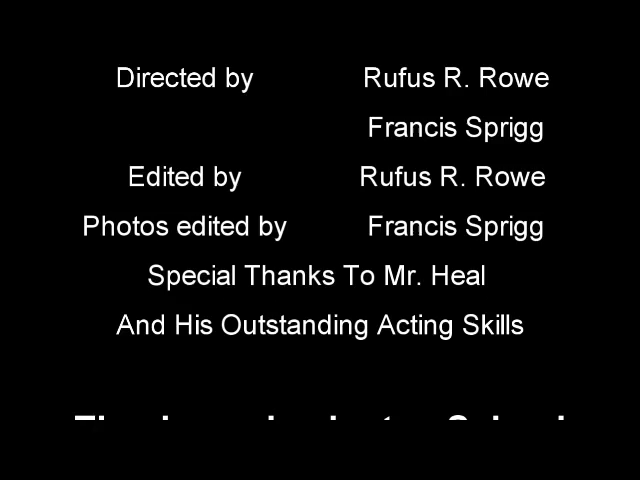 Directed by Rufus R. Rowe
Francis Sprigg
Edited by Rufus R. Rowe
Photos edited by Francis Sprigg
Special Thanks To Mr. Heal
And His Outstanding Acting Skills